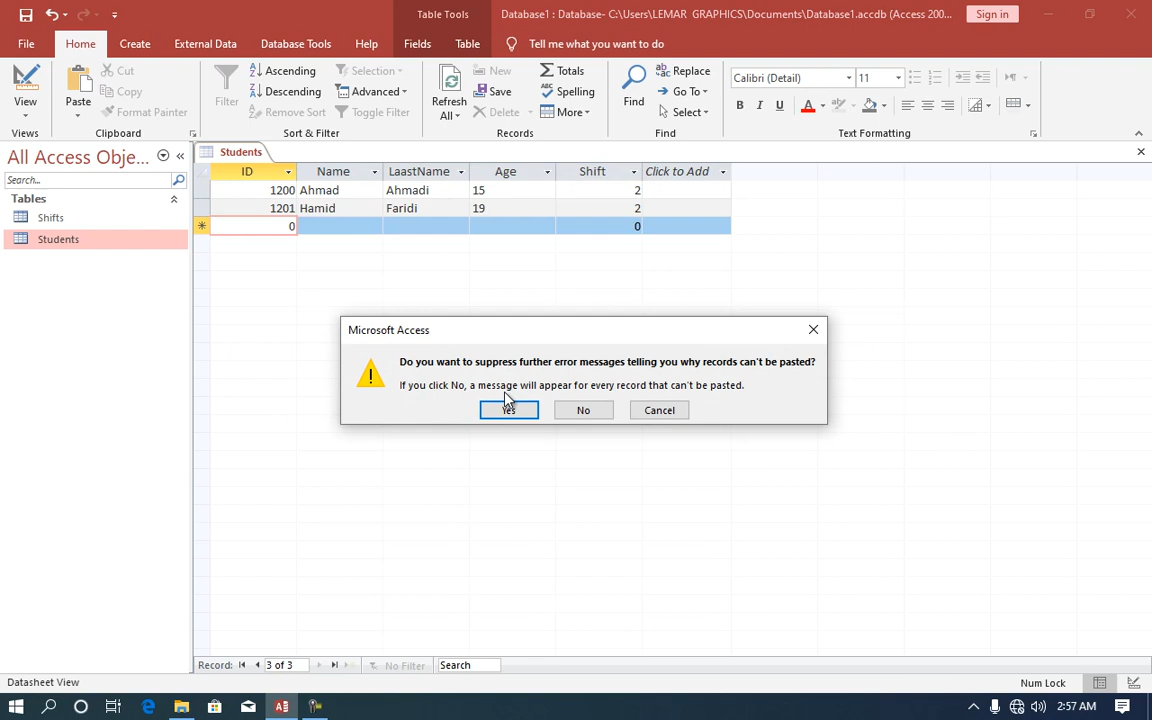 Table Tools
Database1 : Database- C:\Users\LEMAR GRAPHICS\Documents\Database1.accdb (Access 200...
Sign in
File
Home
Create
External Data
Database Tools
Help
Fields
Table
Tell me what you want to do
View
Views
Paste
Cut
Copy
Format Painter
Clipboard
Filter
Ascending
Descending
Remove Sort
Selection
Advanced
Toggle Filter
Sort & Filter
Refresh
All
New
Save
Delete
Totals
Spelling
More
Records
Find
Replace
Go To
Select
Find
Calibri (Detail)
11
B I U
A
Text Formatting
All Access Obje...
Search...
Tables
Shifts
Students
Students
ID Name LastName Age Shift Click to Add
1200 Ahmad Ahmadi 15 2
1201 Hamid Faridi 19 2
0 0
Microsoft Access
Do you want to suppress further error messages telling you why records can't be pasted?
If you click No, a message will appear for every record that can't be pasted.
Yes No Cancel
Record: 3 of 3 No Filter Search
Datasheet View
Num Lock
2:57 AM